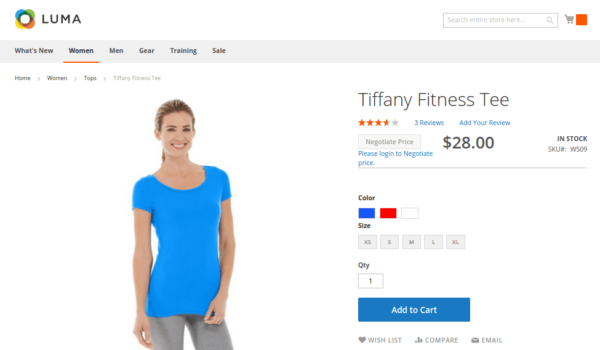 LUMA
Search entire store here...
What's New Women Men Gear Training Sale
Home > Women > Tops > Tiffany Fitness Tee
Tiffany Fitness Tee
3 Reviews Add Your Review
Negotiate Price $28.00 IN STOCK
Please login to Negotiate price. SKU#: WS09
Color
Size
XS S M L XL
Qty
1
Add to Cart
WISH LIST COMPARE EMAIL